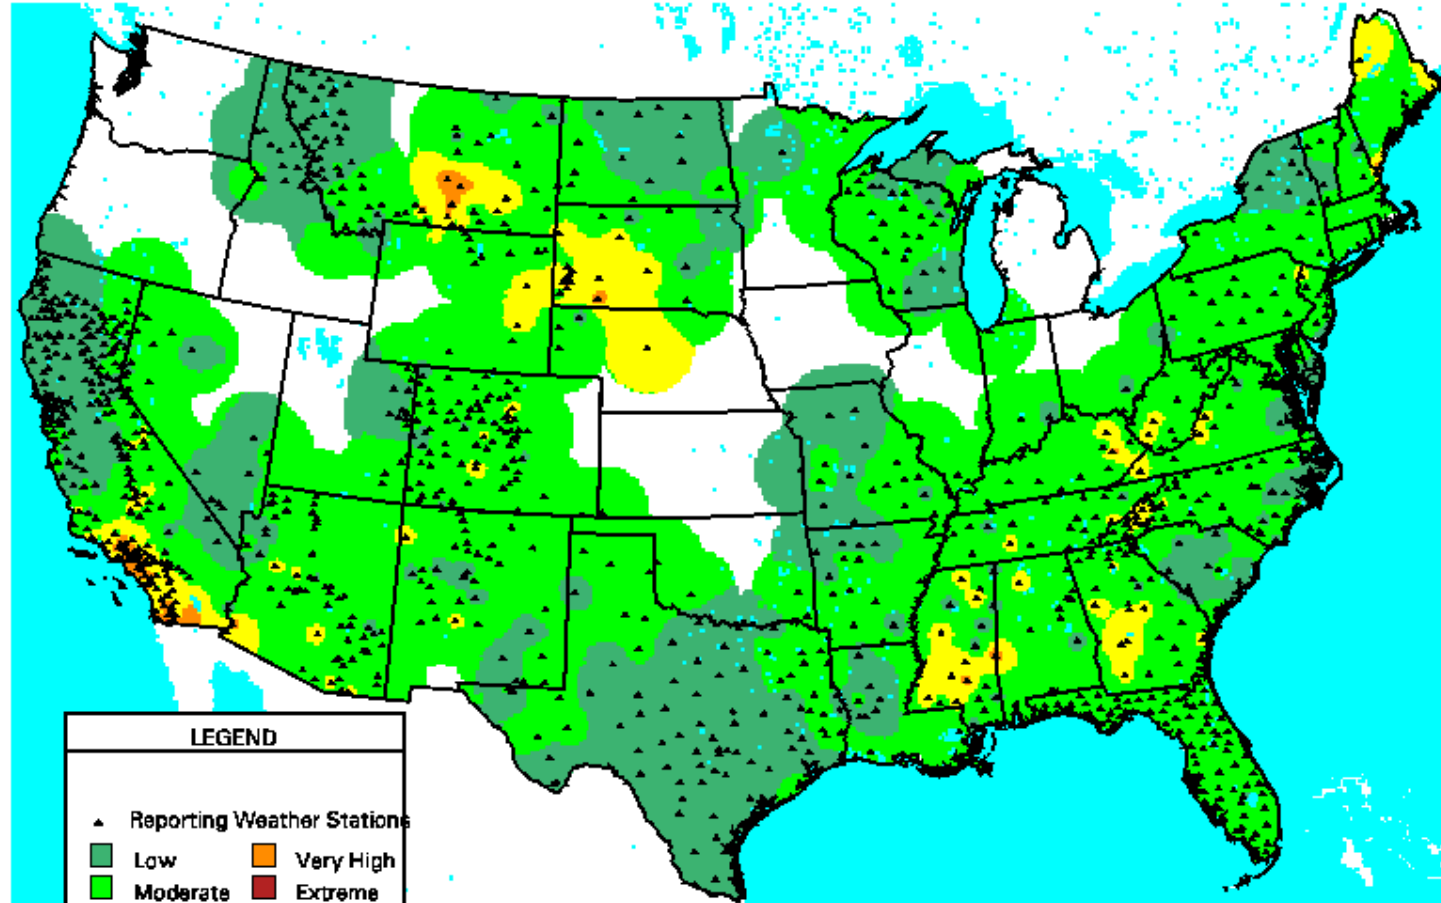 LEGEND
Reporting Weather Stations
Low
Very High
Moderate
Extreme